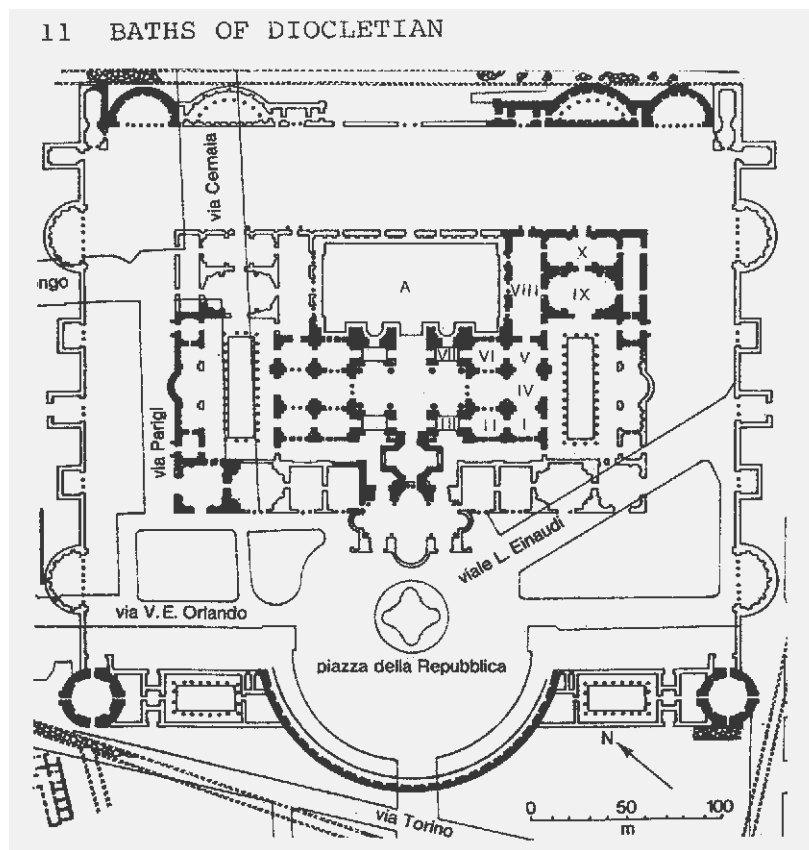 11 BATHS OF DIOCLETIAN
via Cernaia
ongo
A
VIII
X
IX
VII
VI
V
IV
III
II
I
via Parigi
viale L. Einaudi
via V. E. Orlando
piazza della Repubblica
N
via Torino
0 50 100
m